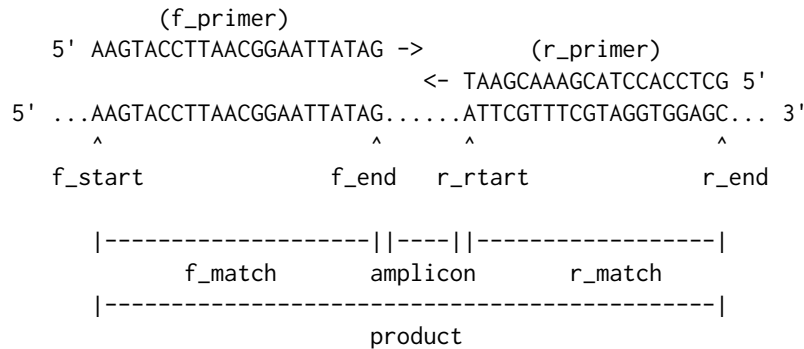 (f_primer)
5' AAGTACCTTAACGGAATTATAG -> (r_primer)
<- TAAGCAAAGCATCCACCTCG 5'
5' ...AAGTACCTTAACGGAATTATAG......ATTCGTTTCGTAGGTGGAGC... 3'
^ ^ ^ ^
f_start f_end r_rtart r_end
|---------------------||----||------------------|
f_match amplicon r_match
|-----------------------------------------------|
product